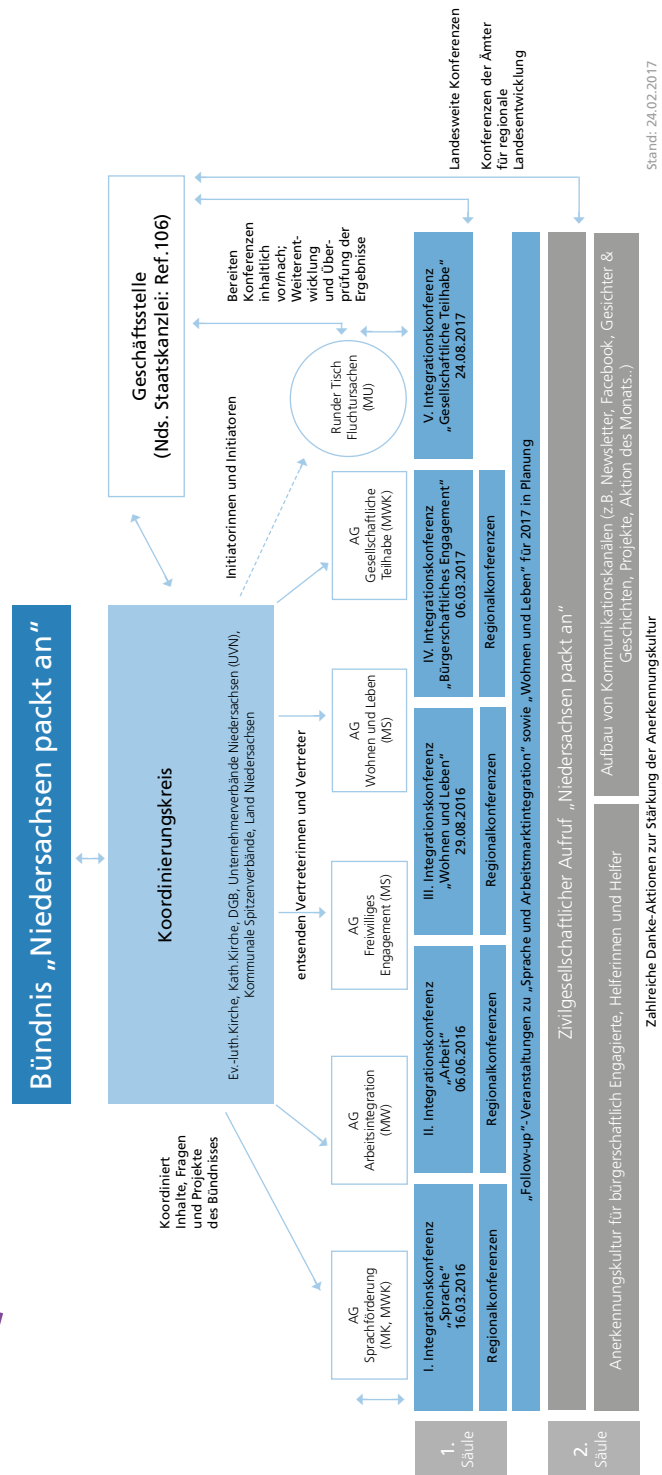 Bündnis „Niedersachsen packt an“
Koordinierungskreis
Ev.-luth.Kirche, Kath.Kirche, DGB, Unternehmerverbände Niedersachsen (UVN),
Kommunale Spitzenverbände, Land Niedersachsen
Geschäftsstelle
(Nds. Staatskanzlei: Ref.106)
Koordiniert
Inhalte, Fragen
und Projekte
des Bündnisses
entsenden Vertreterinnen und Vertreter
Initiatorinnen und Initiatoren
Bereiten
Konferenzen
inhaltlich
vor/nach;
Weiterent-
wicklung
und Über-
prüfung der
Ergebnisse
AG
Sprachförderung
(MK, MWK)
AG
Arbeitsintegration
(MW)
AG
Freiwilliges
Engagement (MS)
AG
Wohnen und Leben
(MS)
AG
Gesellschaftliche
Teilhabe (MWK)
Runder Tisch
Fluchtursachen
(MU)
1.
Säule
I. Integrationskonferenz
„Sprache“
16.03.2016
II. Integrationskonferenz
„Arbeit“
06.06.2016
III. Integrationskonferenz
„Wohnen und Leben“
29.08.2016
IV. Integrationskonferenz
„Bürgerschaftliches Engagement“
06.03.2017
V. Integrationskonferenz
„Gesellschaftliche Teilhabe“
24.08.2017
Landesweite Konferenzen
Regionalkonferenzen
Regionalkonferenzen
Regionalkonferenzen
Regionalkonferenzen
Konferenzen der Ämter
für regionale
Landesentwicklung
„Follow-up“- Veranstaltungen zu „Sprache und Arbeitsmarktintegration“ sowie „Wohnen und Leben“ für 2017 in Planung
2.
Säule
Zivilgesellschaftlicher Aufruf „Niedersachsen packt an“
Anerkennungskultur für bürgerschaftlich Engagierte, Helferinnen und Helfer
Aufbau von Kommunikationskanälen (z.B. Newsletter, Facebook, Gesichter &
Geschichten, Projekte, Aktion des Monats..)
Zahlreiche Danke-Aktionen zur Stärkung der Anerkennungskultur
Stand: 24.02.2017